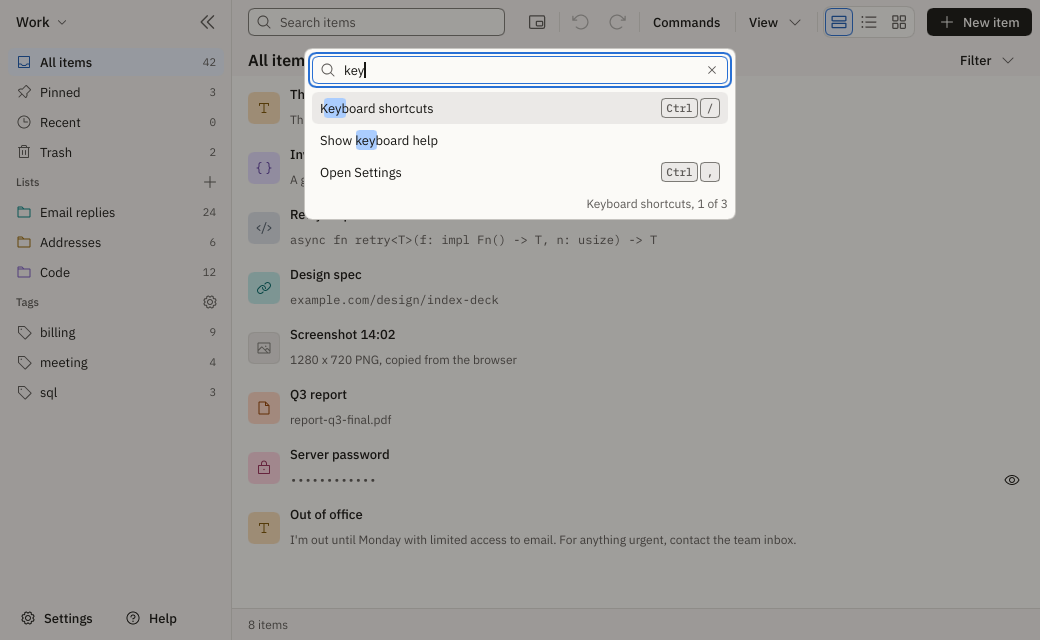 Work
Search items
Commands
View
New item
All items 42
Pinned 3
Recent 0
Trash 2
Lists
Email replies 24
Addresses 6
Code 12
Tags
billing 9
meeting 4
sql 3
Settings
Help
Filter
key
Keyboard shortcuts Ctrl /
Show keyboard help
Open Settings Ctrl ,
Keyboard shortcuts, 1 of 3
async fn retry<T>(f: impl Fn() -> T, n: usize) -> T
Design spec
example.com/design/index-deck
Screenshot 14:02
1280 x 720 PNG, copied from the browser
Q3 report
report-q3-final.pdf
Server password
••••••••••••
Out of office
I'm out until Monday with limited access to email. For anything urgent, contact the team inbox.
8 items